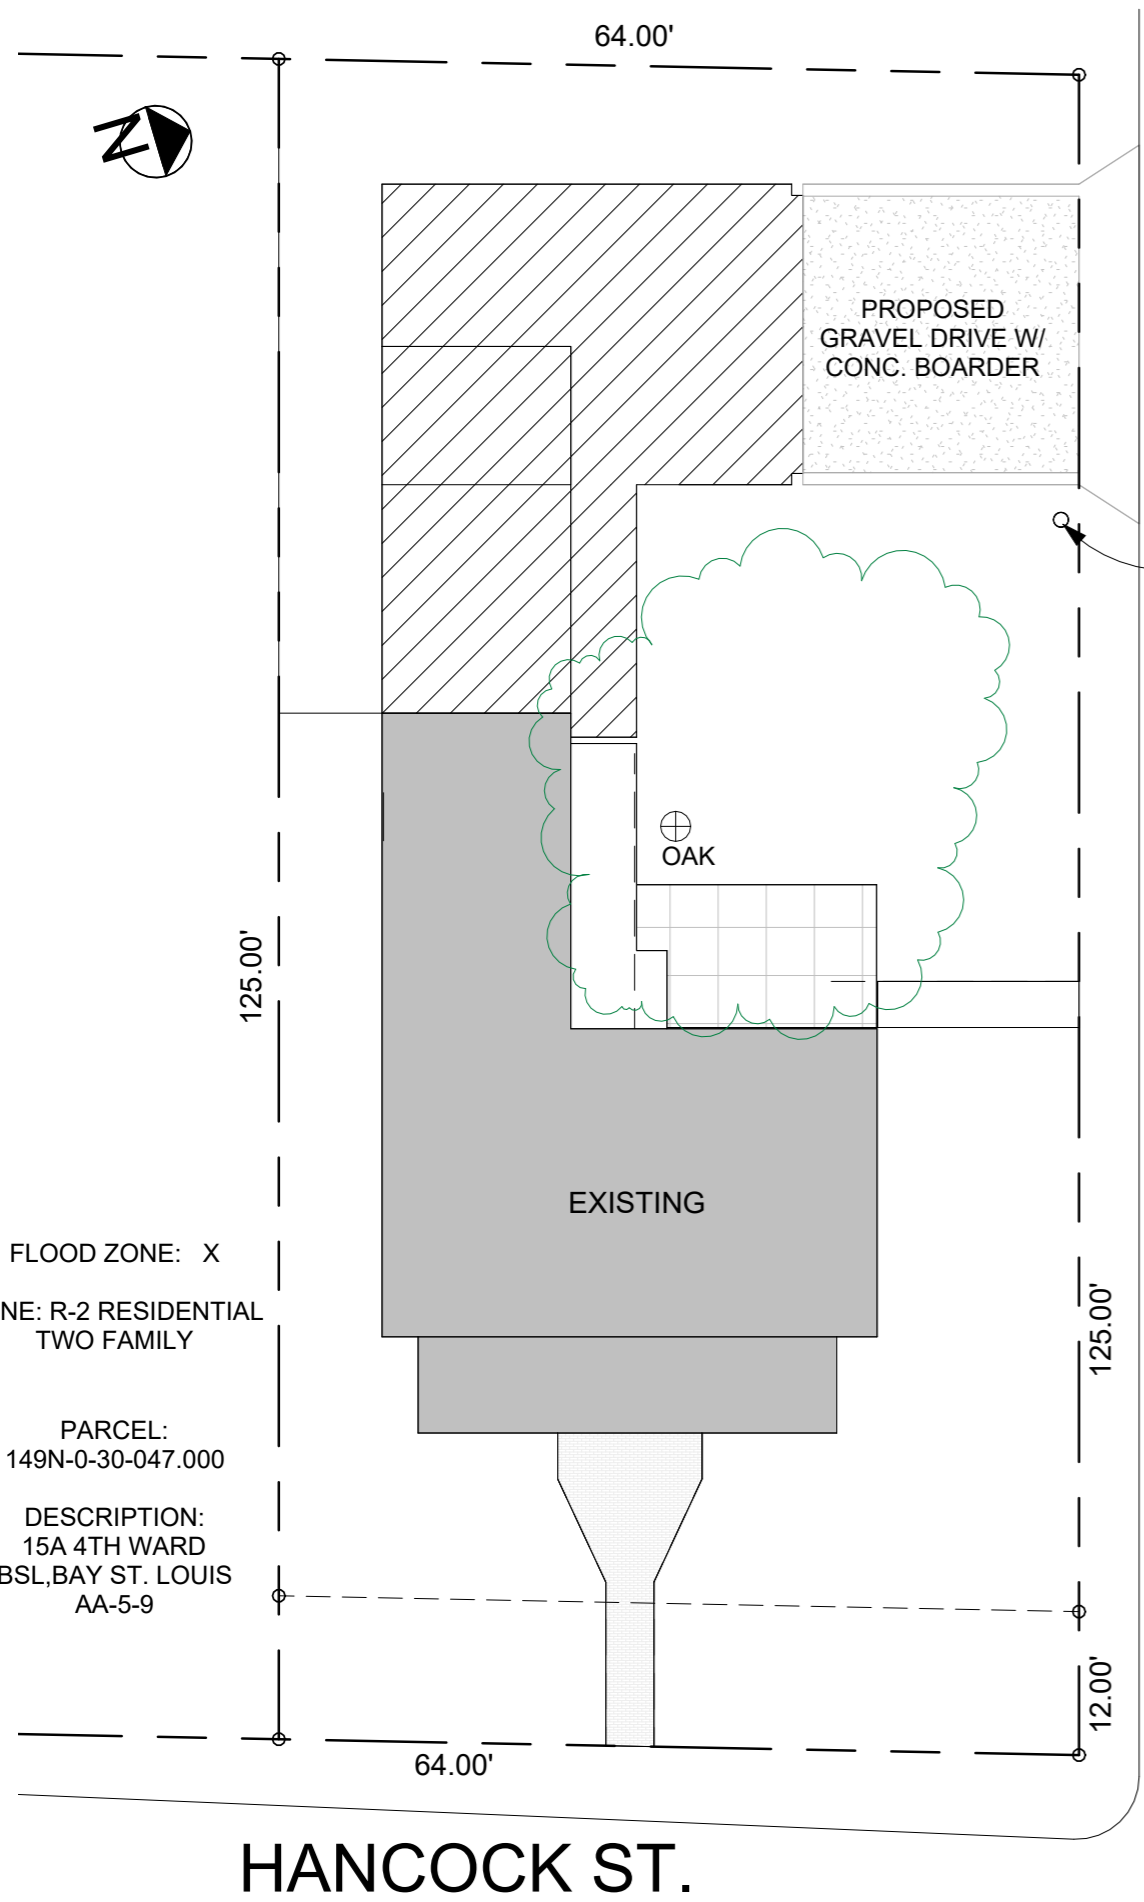 64.00'
N
PROPOSED
GRAVEL DRIVE W/
CONC. BOARDER
OAK
125.00'
EXISTING
FLOOD ZONE: X
NE: R-2 RESIDENTIAL
TWO FAMILY
125.00'
PARCEL:
149N-0-30-047.000
DESCRIPTION:
15A 4TH WARD
BSL,BAY ST. LOUIS
AA-5-9
12.00'
64.00'
HANCOCK ST.